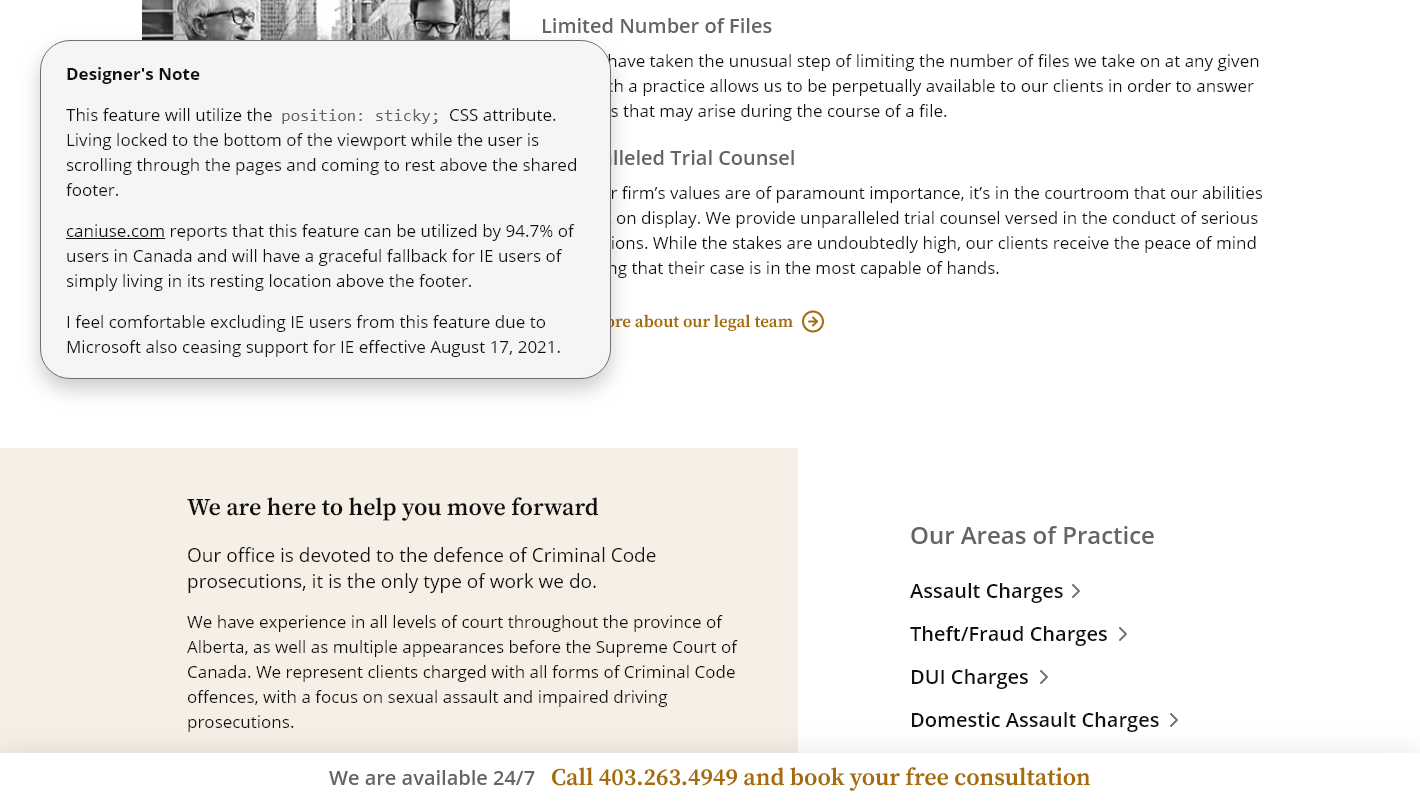 Limited Number of Files
have taken the unusual step of limiting the number of files we take on at any given
a practice allows us to be perpetually available to our clients in order to answer
that may arise during the course of a file.
Trial Counsel
firm’s values are of paramount importance, it’s in the courtroom that our abilities
on display. We provide unparalleled trial counsel versed in the conduct of serious
While the stakes are undoubtedly high, our clients receive the peace of mind
that their case is in the most capable of hands.
about our legal team
Designer's Note
This feature will utilize the position: sticky; CSS attribute.
Living locked to the bottom of the viewport while the user is
scrolling through the pages and coming to rest above the shared
footer.
caniuse.com reports that this feature can be utilized by 94.7% of
users in Canada and will have a graceful fallback for IE users of
simply living in its resting location above the footer.
I feel comfortable excluding IE users from this feature due to
Microsoft also ceasing support for IE effective August 17, 2021.
We are here to help you move forward
Our office is devoted to the defence of Criminal Code
prosecutions, it is the only type of work we do.
We have experience in all levels of court throughout the province of
Alberta, as well as multiple appearances before the Supreme Court of
Canada. We represent clients charged with all forms of Criminal Code
offences, with a focus on sexual assault and impaired driving
prosecutions.
Our Areas of Practice
Assault Charges
Theft/Fraud Charges
DUI Charges
Domestic Assault Charges
We are available 24/7 Call 403.263.4949 and book your free consultation